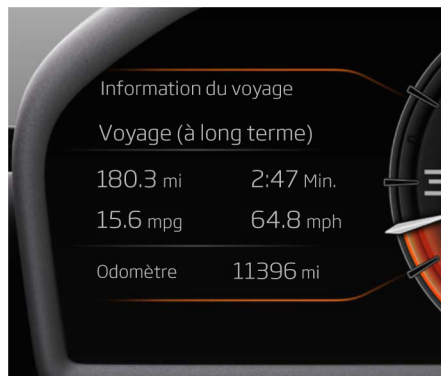 Information du voyage
Voyage (à long terme)
180.3 mi 2:47 Min.
15.6 mpg 64.8 mph
Odomètre 11396 mi